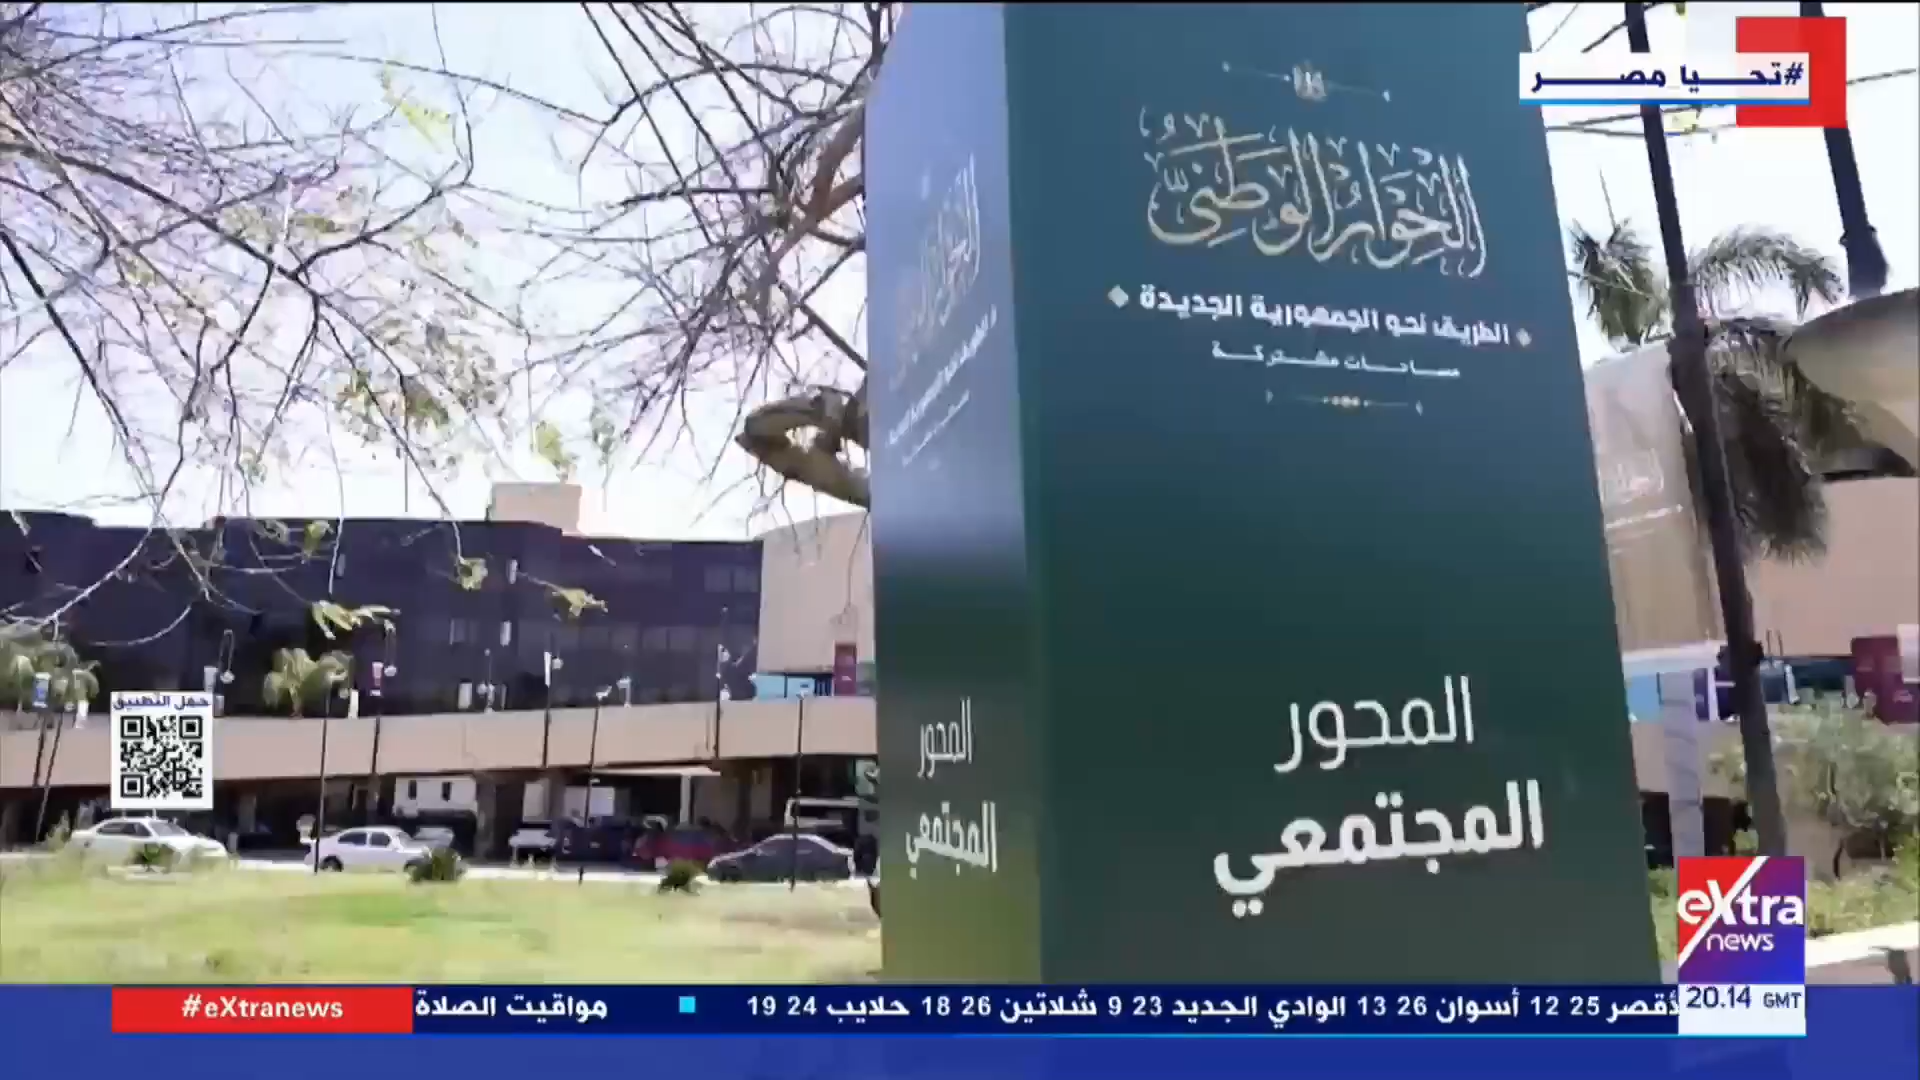 #تحيا مصر
الحوار الوطني
الطريق نحو الجمهورية الجديدة
مساحات مشتركة
المحور
المجتمعي
الحوار
المحور
المجتمعي
حمل التطبيق
eXtra
news
20.14 GMT
#eXtranews
الأقصر 25 12 أسوان 26 13 الوادي الجديد 23 9 شلاتين 26 18 حلايب 24 19 ■ مواقيت الصلاة